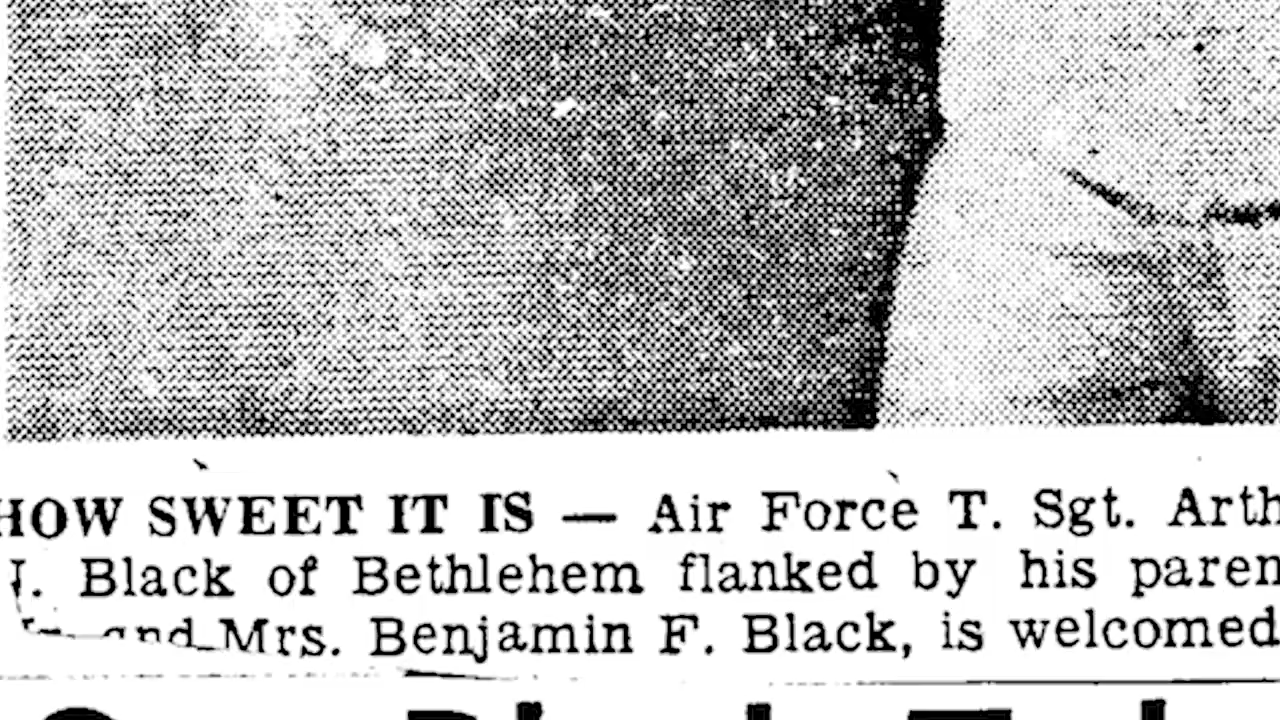 HOW SWEET IT IS — Air Force T. Sgt. Arth
. Black of Bethlehem flanked by his paren
and Mrs. Benjamin F. Black, is welcomed